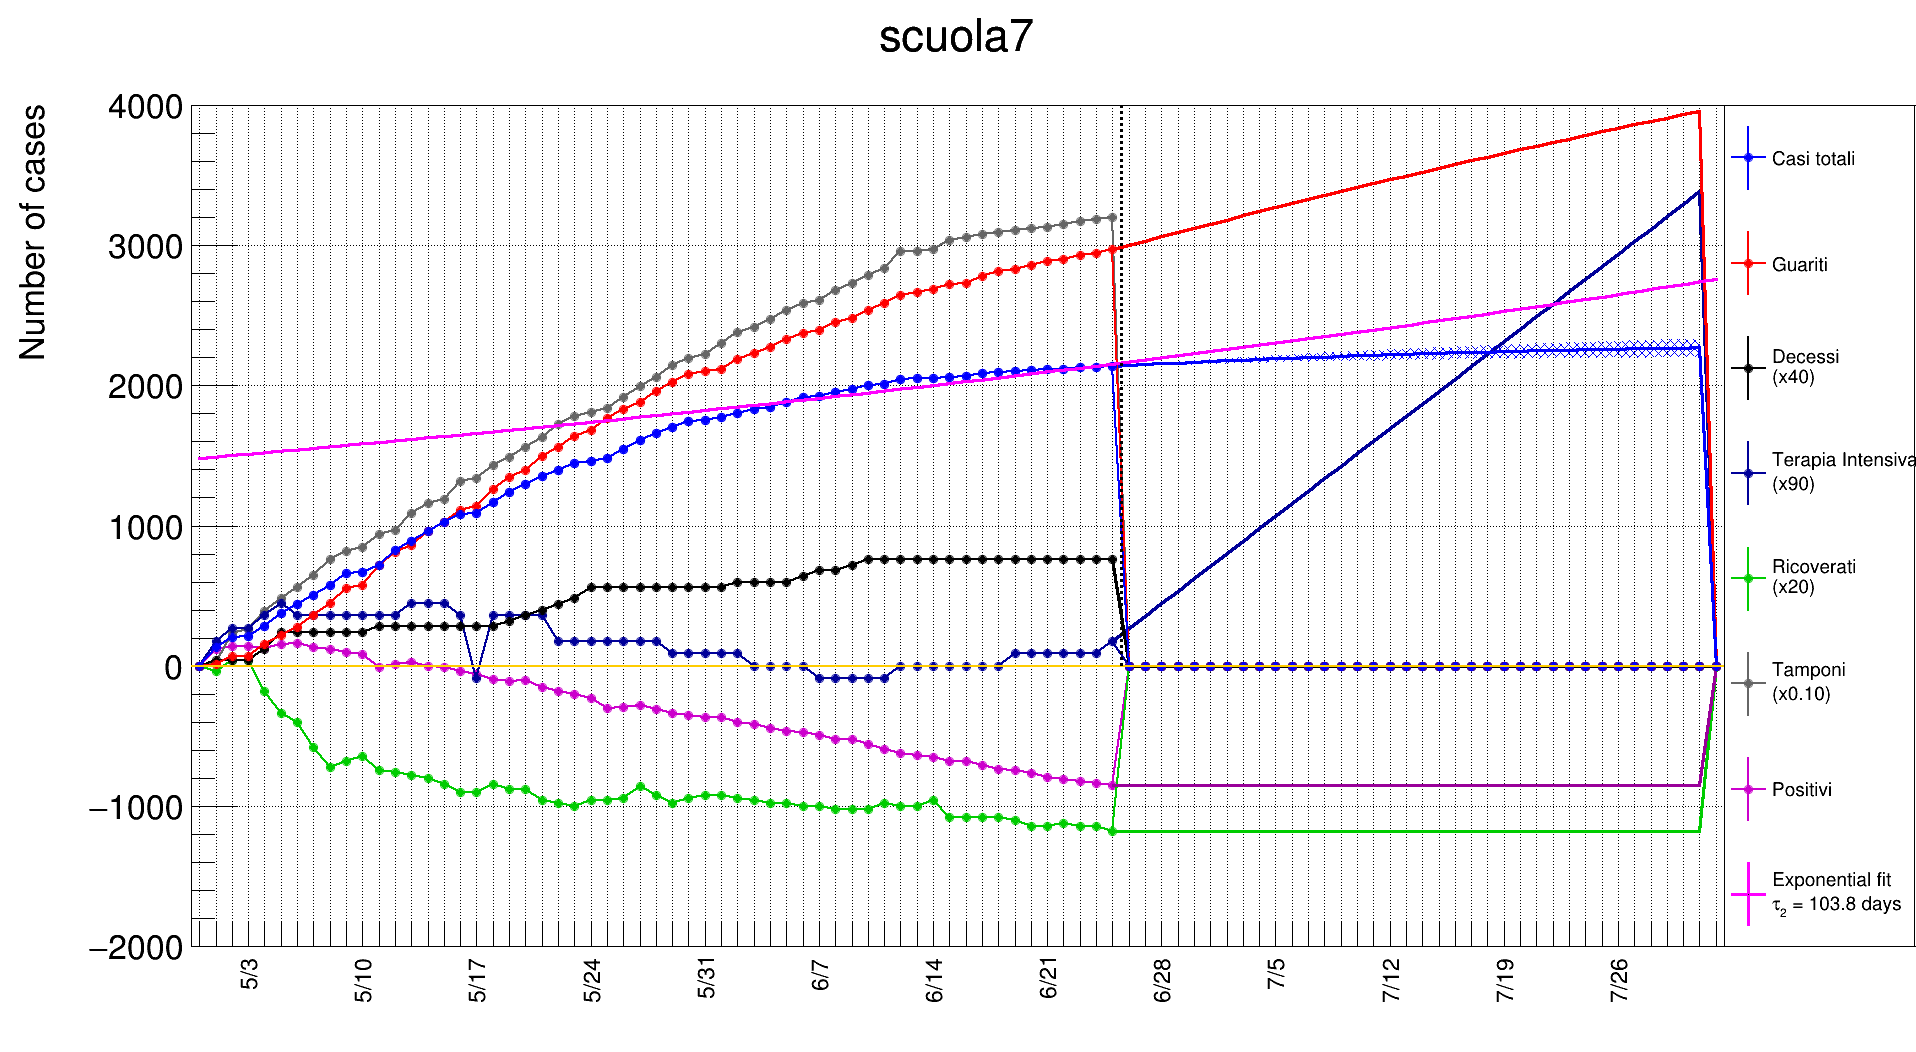 scuola7
Number of cases
4000
3000
2000
1000
0
−1000
−2000
5/3
5/10
5/17
5/24
5/31
6/7
6/14
6/21
6/28
7/5
7/12
7/19
7/26
Casi totali
Guariti
Decessi
(x40)
Terapia Intensiva
(x90)
Ricoverati
(x20)
Tamponi
(x0.10)
Positivi
Exponential fit
τ2 = 103.8 days